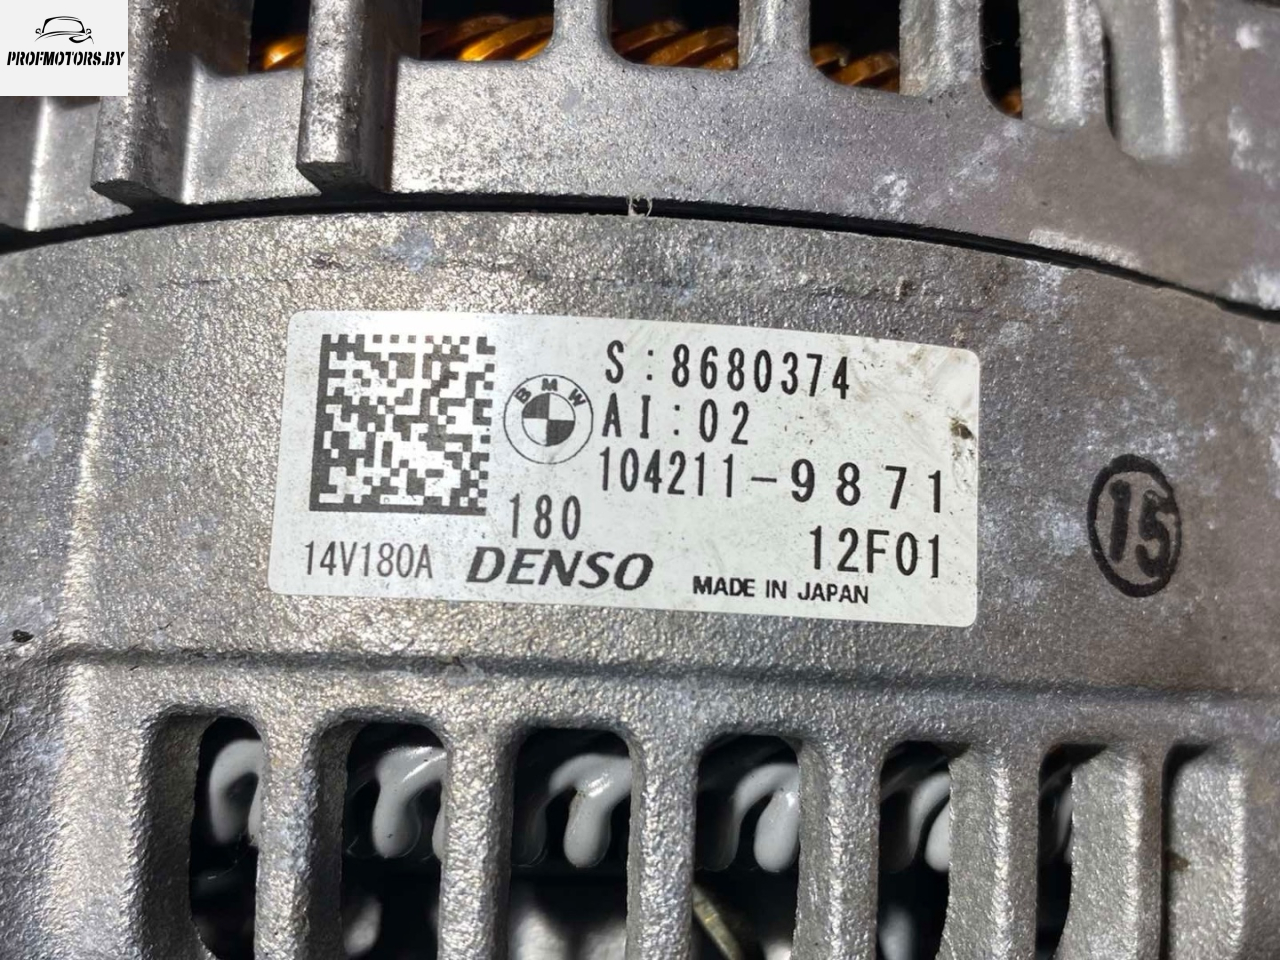 PROFMOTORS.BY
BMW
S:8680374
AI:02
104211-9871
180
12F01
14V180A
DENSO
MADE IN JAPAN
15